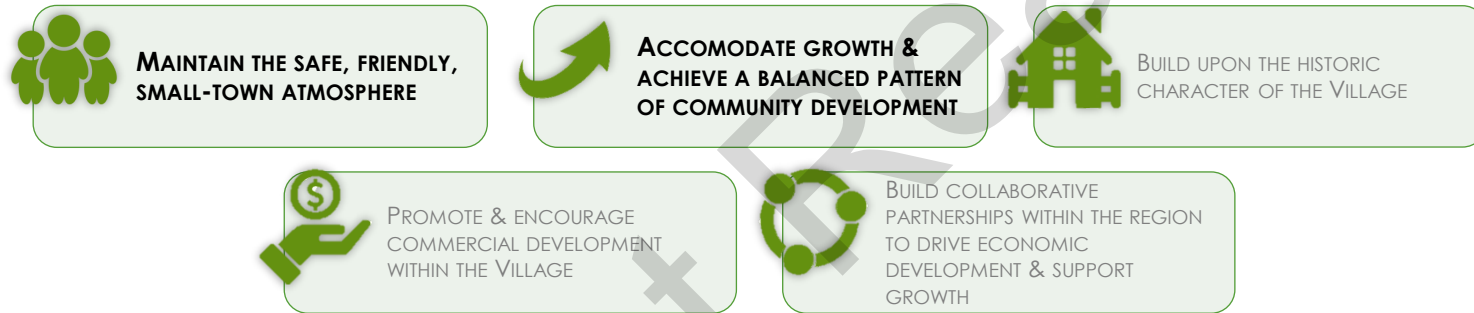 MAINTAIN THE SAFE, FRIENDLY,
SMALL-TOWN ATMOSPHERE
ACCOMODATE GROWTH &
ACHIEVE A BALANCED PATTERN
OF COMMUNITY DEVELOPMENT
BUILD UPON THE HISTORIC
CHARACTER OF THE VILLAGE
$
PROMOTE & ENCOURAGE
COMMERCIAL DEVELOPMENT
WITHIN THE VILLAGE
BUILD COLLABORATIVE
PARTNERSHIPS WITHIN THE REGION
TO DRIVE ECONOMIC
DEVELOPMENT & SUPPORT
GROWTH